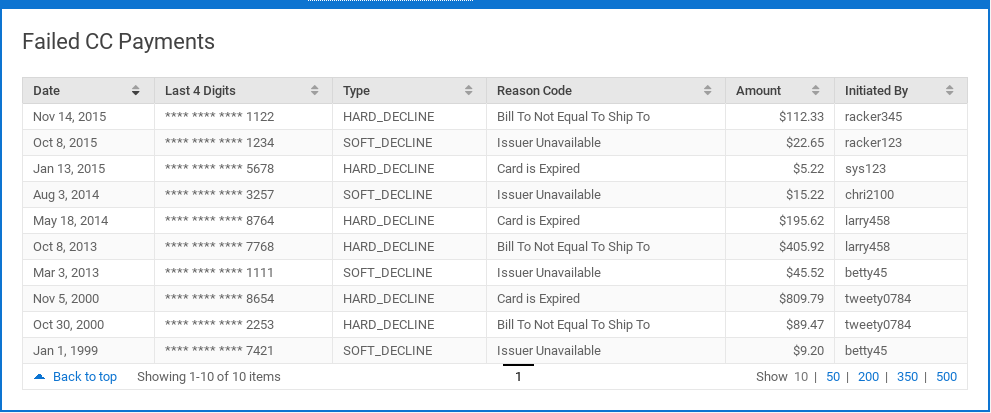 Failed CC Payments
Date Last 4 Digits Type Reason Code Amount Initiated By
Nov 14, 2015 **** **** **** 1122 HARD_DECLINE Bill To Not Equal To Ship To $112.33 racker345
Oct 8, 2015 **** **** **** 1234 SOFT_DECLINE Issuer Unavailable $22.65 racker123
Jan 13, 2015 **** **** **** 5678 HARD_DECLINE Card is Expired $5.22 sys123
Aug 3, 2014 **** **** **** 3257 SOFT_DECLINE Issuer Unavailable $15.22 chri2100
May 18, 2014 **** **** **** 8764 HARD_DECLINE Card is Expired $195.62 larry458
Oct 8, 2013 **** **** **** 7768 HARD_DECLINE Bill To Not Equal To Ship To $405.92 larry458
Mar 3, 2013 **** **** **** 1111 SOFT_DECLINE Issuer Unavailable $45.52 betty45
Nov 5, 2000 **** **** **** 8654 HARD_DECLINE Card is Expired $809.79 tweety0784
Oct 30, 2000 **** **** **** 2253 HARD_DECLINE Bill To Not Equal To Ship To $89.47 tweety0784
Jan 1, 1999 **** **** **** 7421 SOFT_DECLINE Issuer Unavailable $9.20 betty45
Back to top Showing 1-10 of 10 items 1 Show 10 | 50 | 200 | 350 | 500